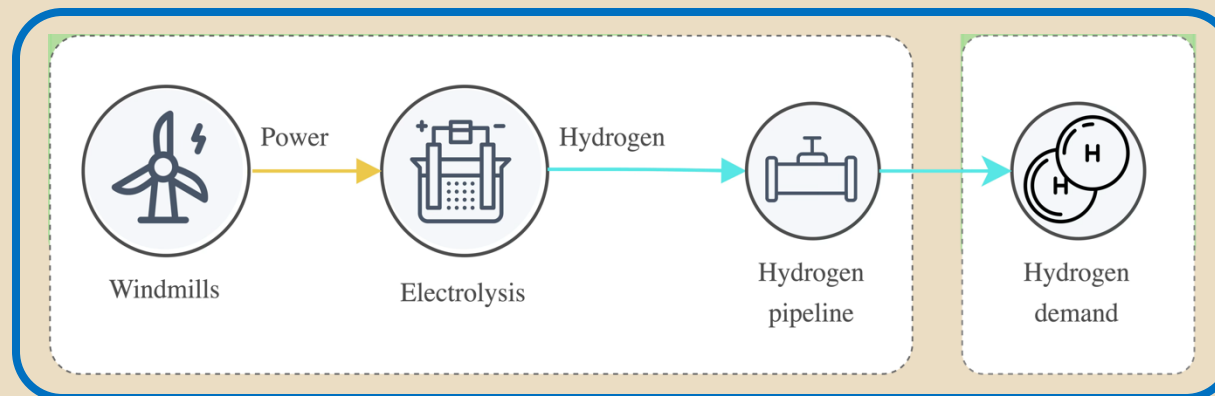 Power
Hydrogen
+ −
H
H
Windmills
Electrolysis
Hydrogen
pipeline
Hydrogen
demand